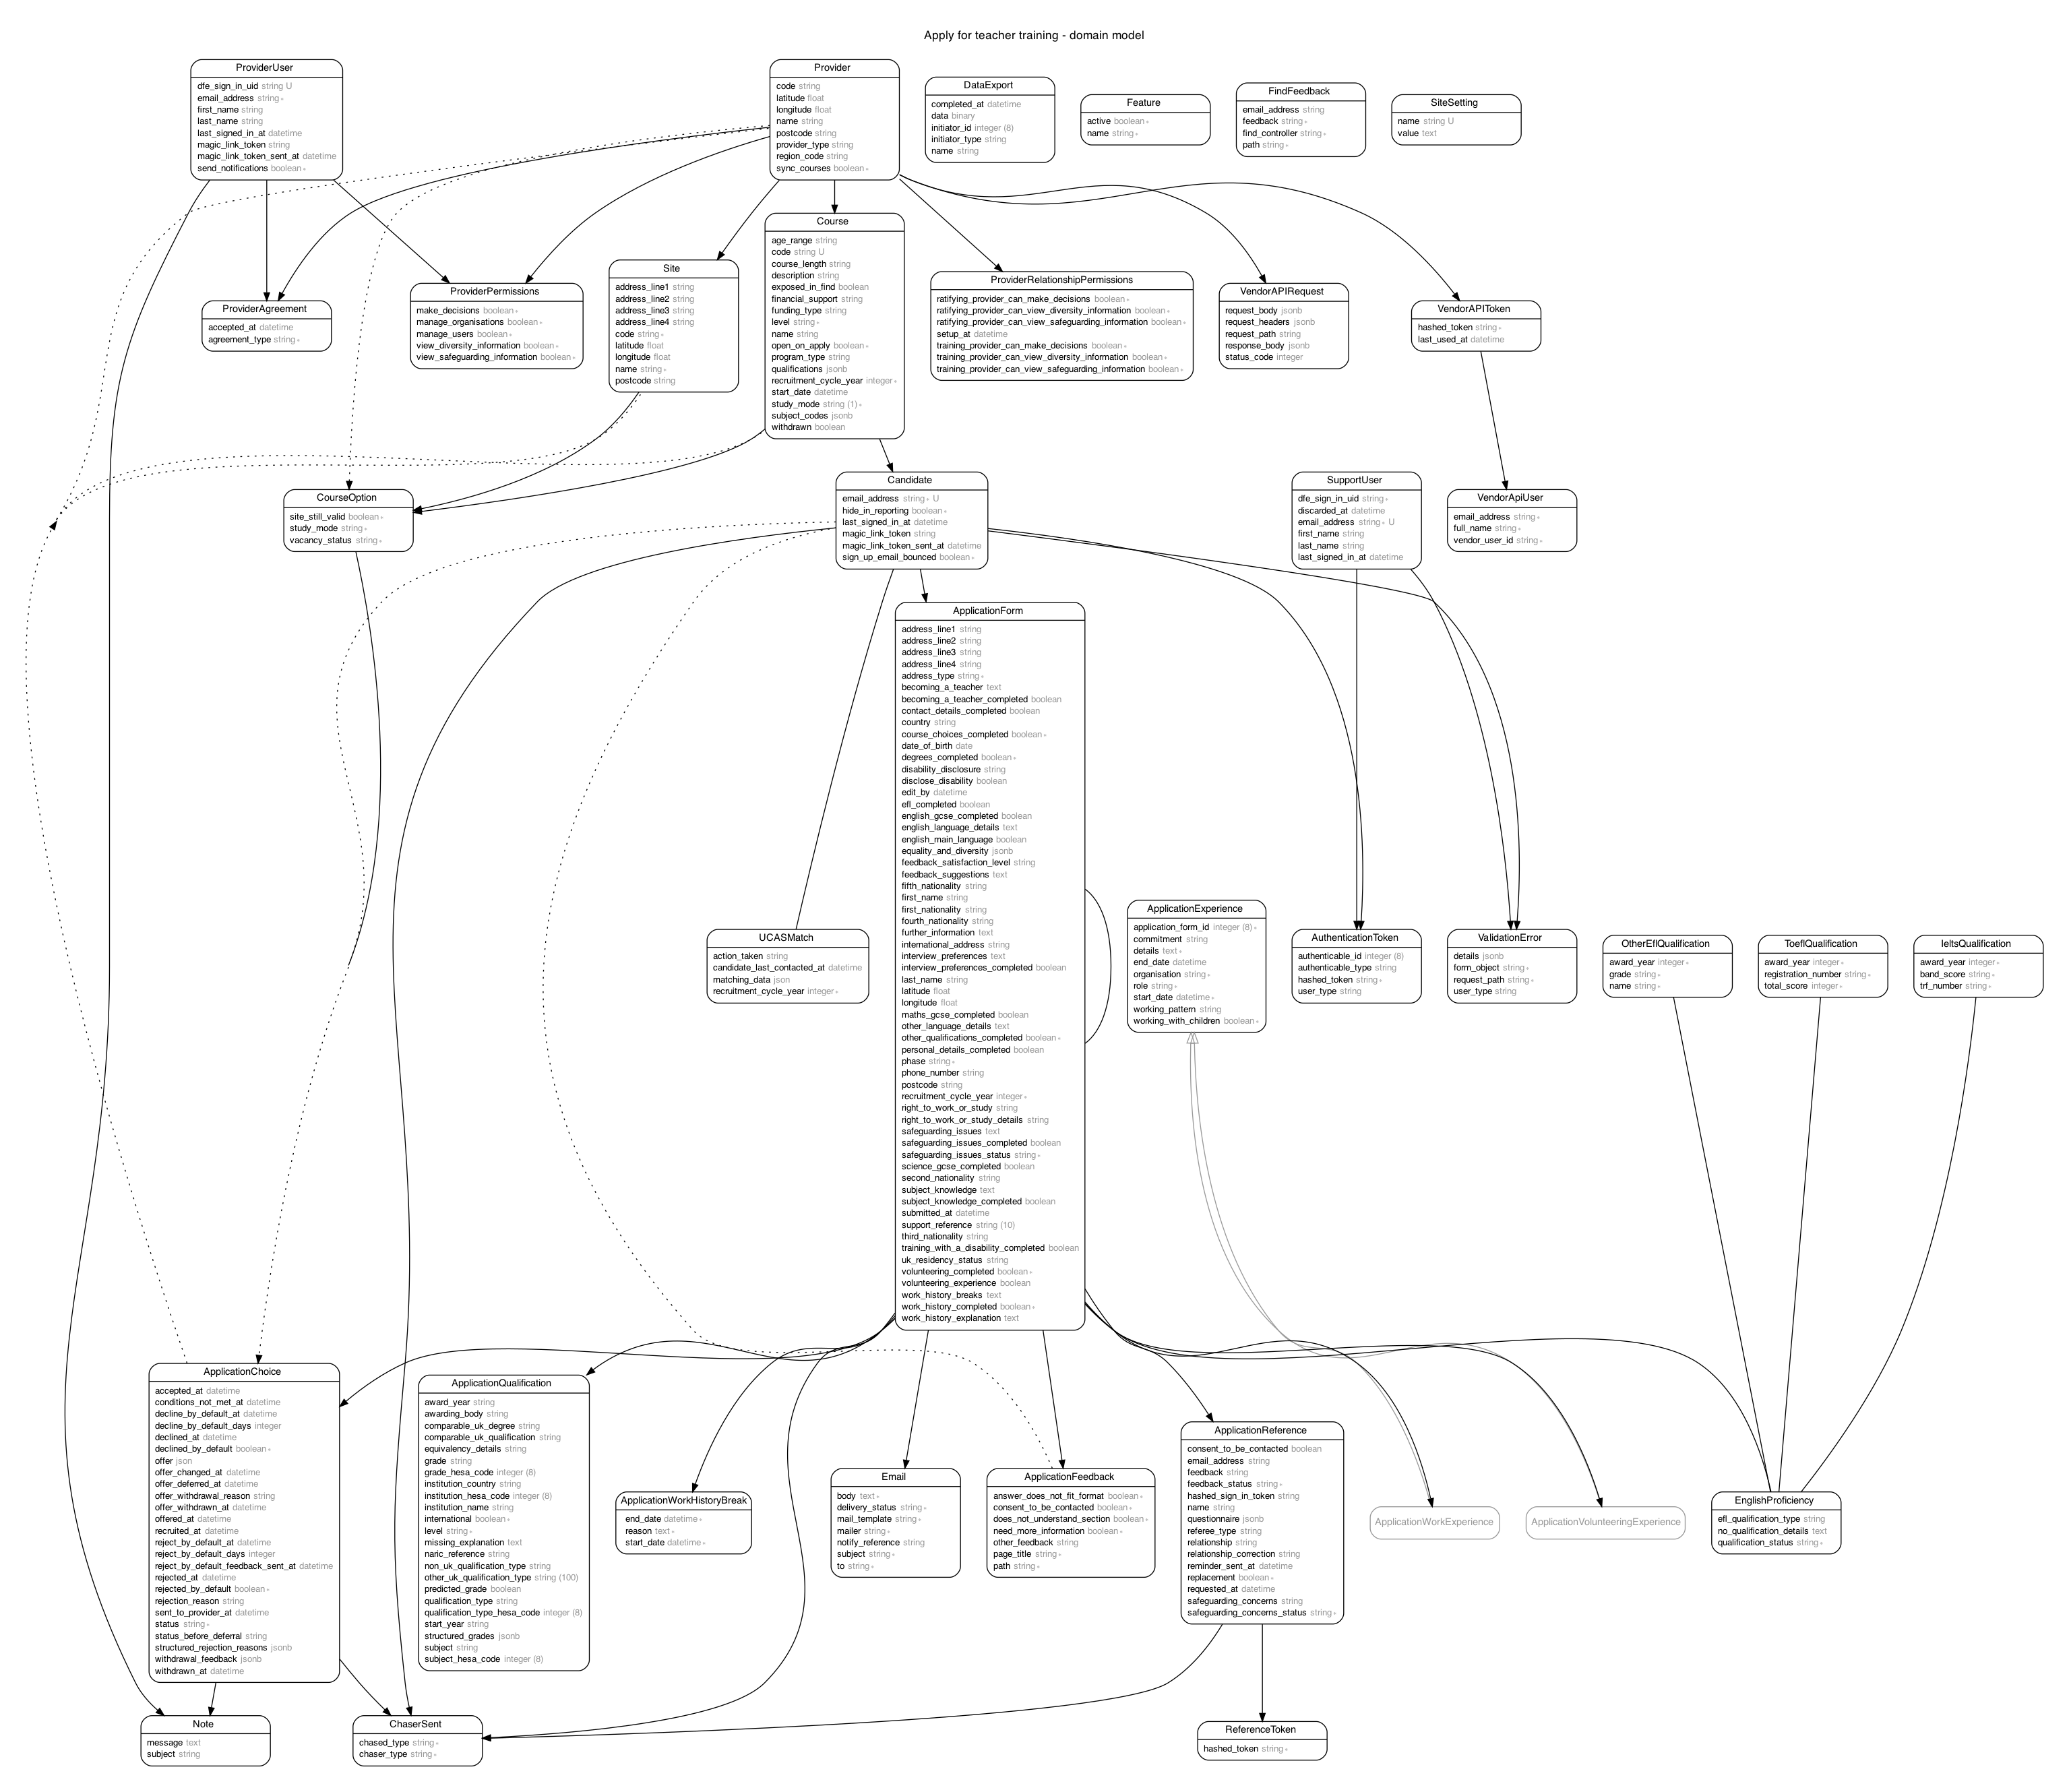 Apply for teacher training - domain model
ProviderUser
dfe_sign_in_uid string U
email_address string ∗
first_name string
last_name string
last_signed_in_at datetime
magic_link_token string
magic_link_token_sent_at datetime
send_notifications boolean ∗
Provider
code string
latitude float
longitude float
name string
postcode string
provider_type string
region_code string
sync_courses boolean ∗
DataExport
completed_at datetime
data binary
initiator_id integer (8)
initiator_type string
name string
Feature
active boolean ∗
name string ∗
FindFeedback
email_address string
feedback string ∗
find_controller string ∗
path string ∗
SiteSetting
name string U
value text
ProviderAgreement
accepted_at datetime
agreement_type string ∗
ProviderPermissions
make_decisions boolean ∗
manage_organisations boolean ∗
manage_users boolean ∗
view_diversity_information boolean ∗
view_safeguarding_information boolean ∗
Site
address_line1 string
address_line2 string
address_line3 string
address_line4 string
code string ∗
latitude float
longitude float
name string ∗
postcode string
Course
age_range string
code string U
course_length string
description string
exposed_in_find boolean
financial_support string
funding_type string
level string ∗
name string
open_on_apply boolean ∗
program_type string
qualifications jsonb
recruitment_cycle_year integer ∗
start_date datetime
study_mode string (1) ∗
subject_codes jsonb
withdrawn boolean
ProviderRelationshipPermissions
ratifying_provider_can_make_decisions boolean ∗
ratifying_provider_can_view_diversity_information boolean ∗
ratifying_provider_can_view_safeguarding_information boolean ∗
setup_at datetime
training_provider_can_make_decisions boolean ∗
training_provider_can_view_diversity_information boolean ∗
training_provider_can_view_safeguarding_information boolean ∗
VendorAPIRequest
request_body jsonb
request_headers jsonb
request_path string
response_body jsonb
status_code integer
VendorAPIToken
hashed_token string ∗
last_used_at datetime
CourseOption
site_still_valid boolean ∗
study_mode string ∗
vacancy_status string ∗
Candidate
email_address string ∗ U
hide_in_reporting boolean ∗
last_signed_in_at datetime
magic_link_token string
magic_link_token_sent_at datetime
sign_up_email_bounced boolean ∗
SupportUser
dfe_sign_in_uid string ∗
discarded_at datetime
email_address string ∗ U
first_name string
last_name string
last_signed_in_at datetime
VendorApiUser
email_address string ∗
full_name string ∗
vendor_user_id string ∗
ApplicationForm
address_line1 string
address_line2 string
address_line3 string
address_line4 string
address_type string ∗
becoming_a_teacher text
becoming_a_teacher_completed boolean
contact_details_completed boolean
country string
course_choices_completed boolean ∗
date_of_birth date
degrees_completed boolean ∗
disability_disclosure string
disclose_disability boolean
edit_by datetime
efl_completed boolean
english_gcse_completed boolean
english_language_details text
english_main_language boolean
equality_and_diversity jsonb
feedback_satisfaction_level string
feedback_suggestions text
fifth_nationality string
first_name string
first_nationality string
fourth_nationality string
further_information text
international_address string
interview_preferences text
interview_preferences_completed boolean
last_name string
latitude float
longitude float
maths_gcse_completed boolean
other_language_details text
other_qualifications_completed boolean ∗
personal_details_completed boolean
phase string ∗
phone_number string
postcode string
recruitment_cycle_year integer ∗
right_to_work_or_study string
right_to_work_or_study_details string
safeguarding_issues text
safeguarding_issues_completed boolean
safeguarding_issues_status string ∗
science_gcse_completed boolean
second_nationality string
subject_knowledge text
subject_knowledge_completed boolean
submitted_at datetime
support_reference string (10)
third_nationality string
training_with_a_disability_completed boolean
uk_residency_status string
volunteering_completed boolean ∗
volunteering_experience boolean
work_history_breaks text
work_history_completed boolean ∗
work_history_explanation text
UCASMatch
action_taken string
candidate_last_contacted_at datetime
matching_data json
recruitment_cycle_year integer ∗
ApplicationExperience
application_form_id integer (8) ∗
commitment string
details text ∗
end_date datetime
organisation string ∗
role string ∗
start_date datetime ∗
working_pattern string
working_with_children boolean ∗
AuthenticationToken
authenticable_id integer (8)
authenticable_type string
hashed_token string ∗
user_type string
ValidationError
details jsonb
form_object string ∗
request_path string ∗
user_type string
OtherEflQualification
award_year integer ∗
grade string ∗
name string ∗
ToeflQualification
award_year integer ∗
registration_number string ∗
total_score integer ∗
IeltsQualification
award_year integer ∗
band_score string ∗
trf_number string ∗
ApplicationChoice
accepted_at datetime
conditions_not_met_at datetime
decline_by_default_at datetime
decline_by_default_days integer
declined_at datetime
declined_by_default boolean ∗
offer json
offer_changed_at datetime
offer_deferred_at datetime
offer_withdrawal_reason string
offer_withdrawn_at datetime
offered_at datetime
recruited_at datetime
reject_by_default_at datetime
reject_by_default_days integer
reject_by_default_feedback_sent_at datetime
rejected_at datetime
rejected_by_default boolean ∗
rejection_reason string
sent_to_provider_at datetime
status string ∗
status_before_deferral string
structured_rejection_reasons jsonb
withdrawal_feedback jsonb
withdrawn_at datetime
ApplicationQualification
award_year string
awarding_body string
comparable_uk_degree string
comparable_uk_qualification string
equivalency_details string
grade string
grade_hesa_code integer (8)
institution_country string
institution_hesa_code integer (8)
institution_name string
international boolean ∗
level string ∗
missing_explanation text
naric_reference string
non_uk_qualification_type string
other_uk_qualification_type string (100)
predicted_grade boolean
qualification_type string
qualification_type_hesa_code integer (8)
start_year string
structured_grades jsonb
subject string
subject_hesa_code integer (8)
ApplicationWorkHistoryBreak
end_date datetime ∗
reason text ∗
start_date datetime ∗
Email
body text ∗
delivery_status string ∗
mail_template string ∗
mailer string ∗
notify_reference string
subject string ∗
to string ∗
ApplicationFeedback
answer_does_not_fit_format boolean ∗
consent_to_be_contacted boolean ∗
does_not_understand_section boolean ∗
need_more_information boolean ∗
other_feedback string
page_title string ∗
path string ∗
ApplicationReference
consent_to_be_contacted boolean
email_address string
feedback string
feedback_status string ∗
hashed_sign_in_token string
name string
questionnaire jsonb
referee_type string
relationship string
relationship_correction string
reminder_sent_at datetime
replacement boolean ∗
requested_at datetime
safeguarding_concerns string
safeguarding_concerns_status string ∗
ApplicationWorkExperience
ApplicationVolunteeringExperience
EnglishProficiency
efl_qualification_type string
no_qualification_details text
qualification_status string ∗
Note
message text
subject string
ChaserSent
chased_type string ∗
chaser_type string ∗
ReferenceToken
hashed_token string ∗